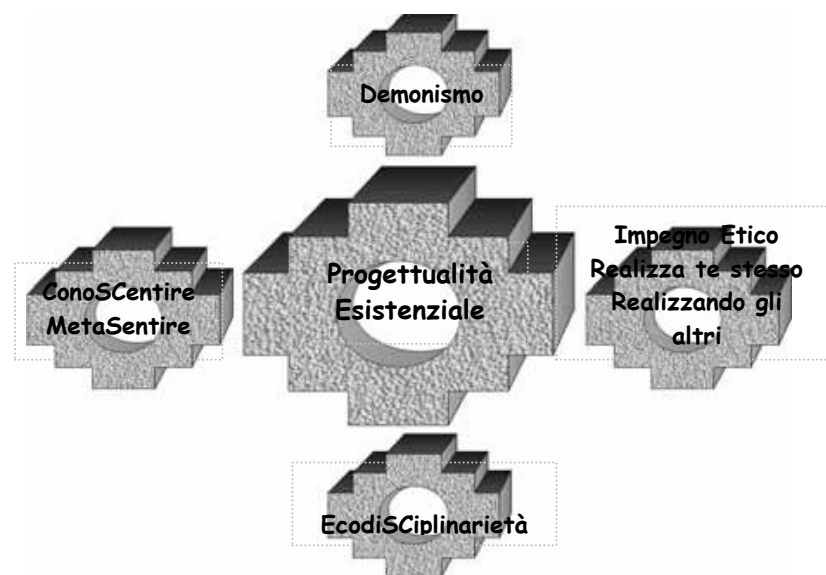 Demonismo
ConoSCentire
MetaSentire
Progettualità
Esistenziale
Impegno Etico
Realizza te stesso
Realizzando gli
altri
EcodiSCiplinarietà